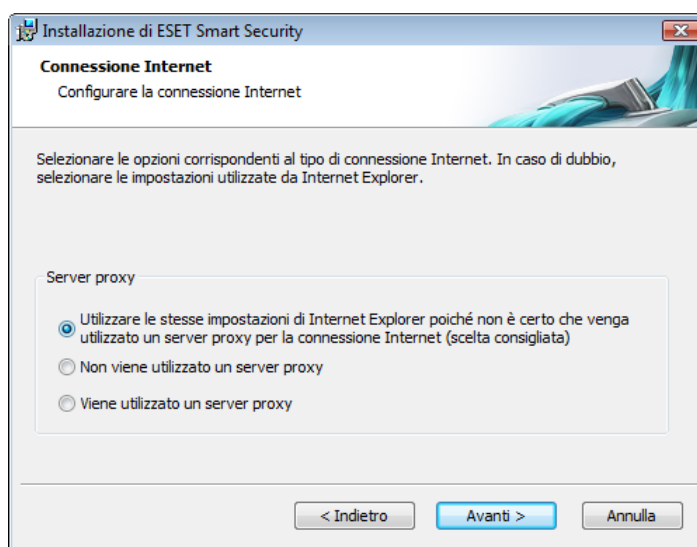 Installazione di ESET Smart Security
Connessione Internet
Configurare la connessione Internet
Selezionare le opzioni corrispondenti al tipo di connessione Internet. In caso di dubbio,
selezionare le impostazioni utilizzate da Internet Explorer.
Server proxy
Utilizzare le stesse impostazioni di Internet Explorer poiché non è certo che venga
utilizzato un server proxy per la connessione Internet (scelta consigliata)
Non viene utilizzato un server proxy
Viene utilizzato un server proxy
< Indietro
Avanti >
Annulla